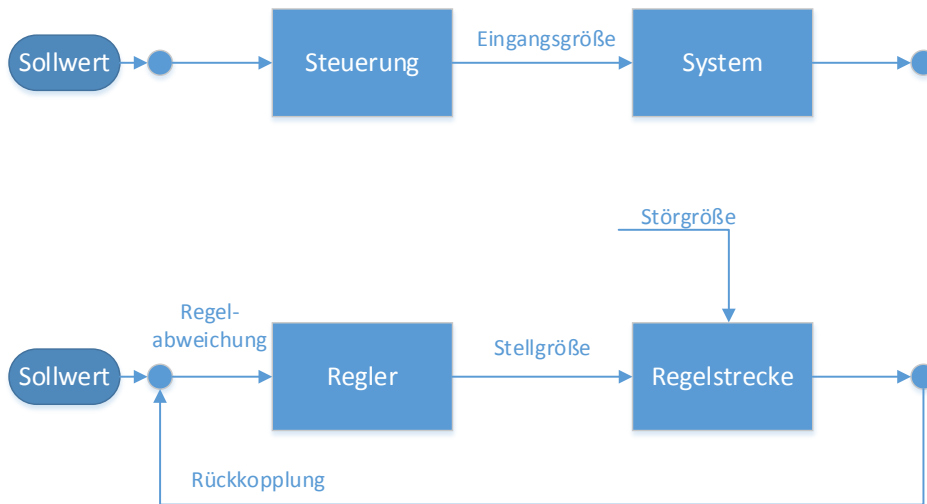 Sollwert
Steuerung
Eingangsgröße
System
Störgröße
Sollwert
Regel-
abweichung
Regler
Stellgröße
Regelstrecke
Rückkopplung